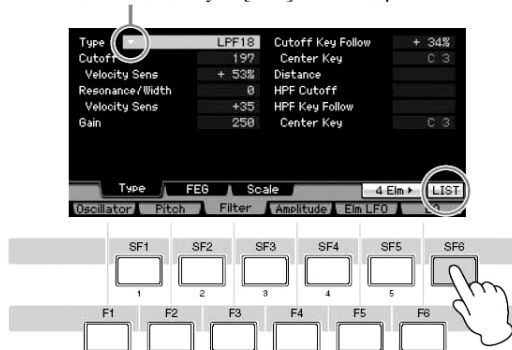 Type LPF18 Cutoff Key Follow + 34%
Cutoff 197 Center Key C 3
Velocity Sens + 53% Distance
Resonance/Width 0 HPF Cutoff
Velocity Sens +35 HPF Key Follow
Gain 250 Center Key C 3
Type FEG Scale 4 Elm LIST
Oscillator Pitch Filter Amplitude Elm LFO
SF1 SF2 SF3 SF4 SF5 SF6
1 2 3 4 5
F1 F2 F3 F4 F5 F6